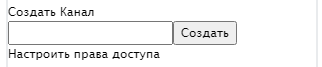 Создать Канал
Создать
Настроить права доступа